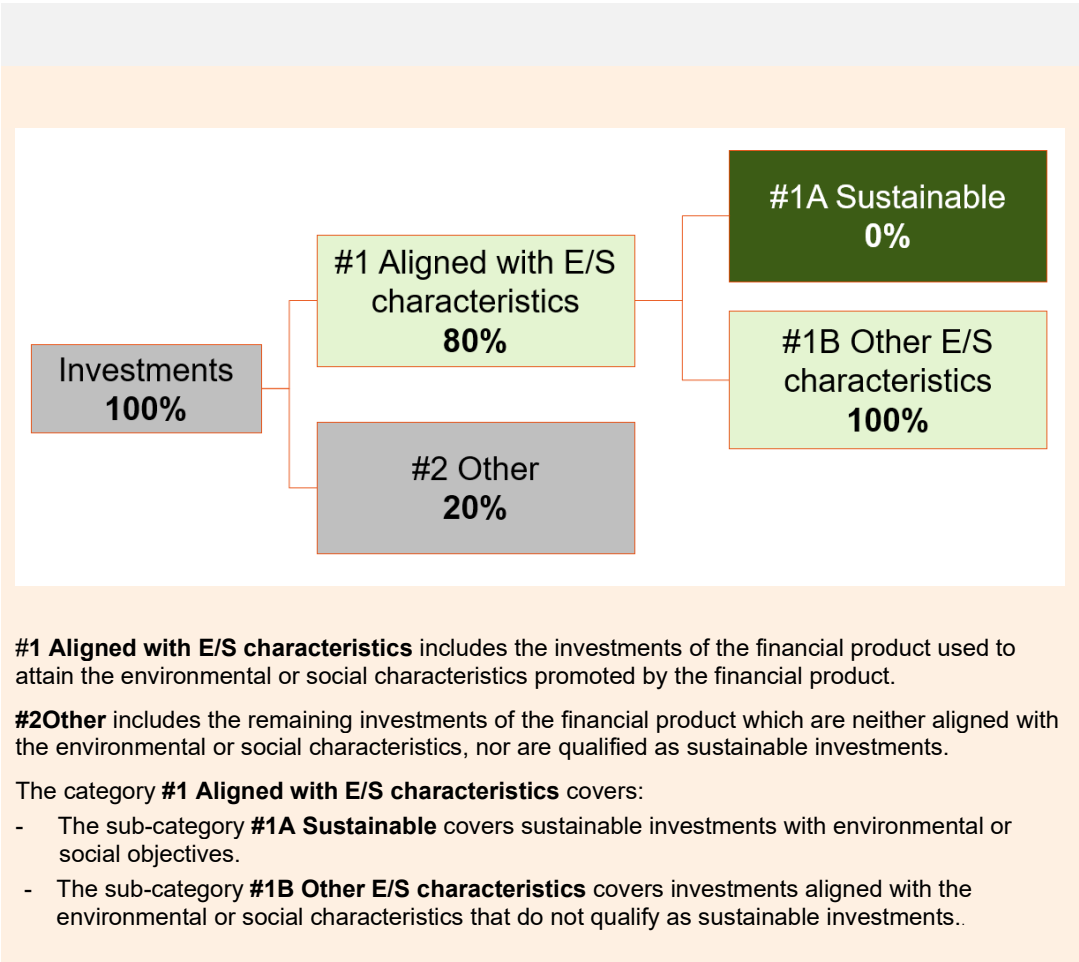 #1A Sustainable
0%
#1 Aligned with E/S
characteristics
80%
#1B Other E/S
characteristics
100%
Investments
100%
#2 Other
20%
#1 Aligned with E/S characteristics includes the investments of the financial product used to
attain the environmental or social characteristics promoted by the financial product.
#2Other includes the remaining investments of the financial product which are neither aligned with
the environmental or social characteristics, nor are qualified as sustainable investments.
The category #1 Aligned with E/S characteristics covers:
- The sub-category #1A Sustainable covers sustainable investments with environmental or
social objectives.
- The sub-category #1B Other E/S characteristics covers investments aligned with the
environmental or social characteristics that do not qualify as sustainable investments..